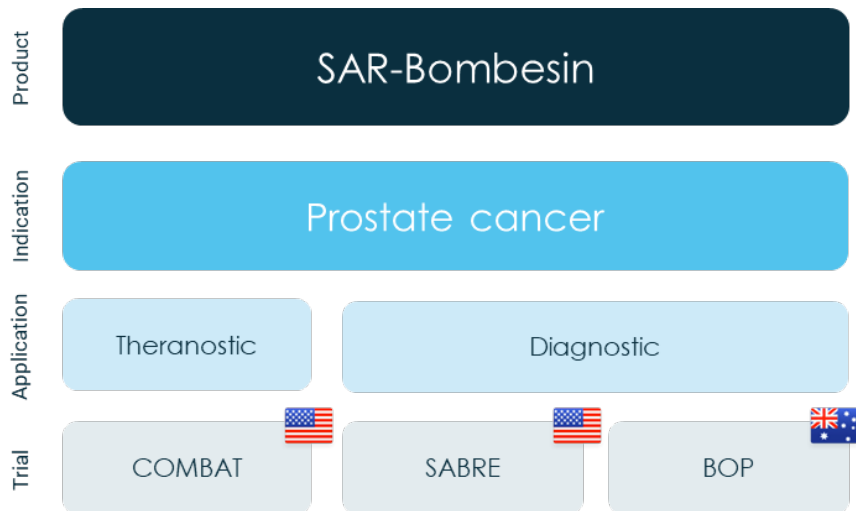 Product
SAR-Bombesin
Indication
Prostate cancer
Application
Theranostic
Diagnostic
Trial
COMBAT
SABRE
BOP